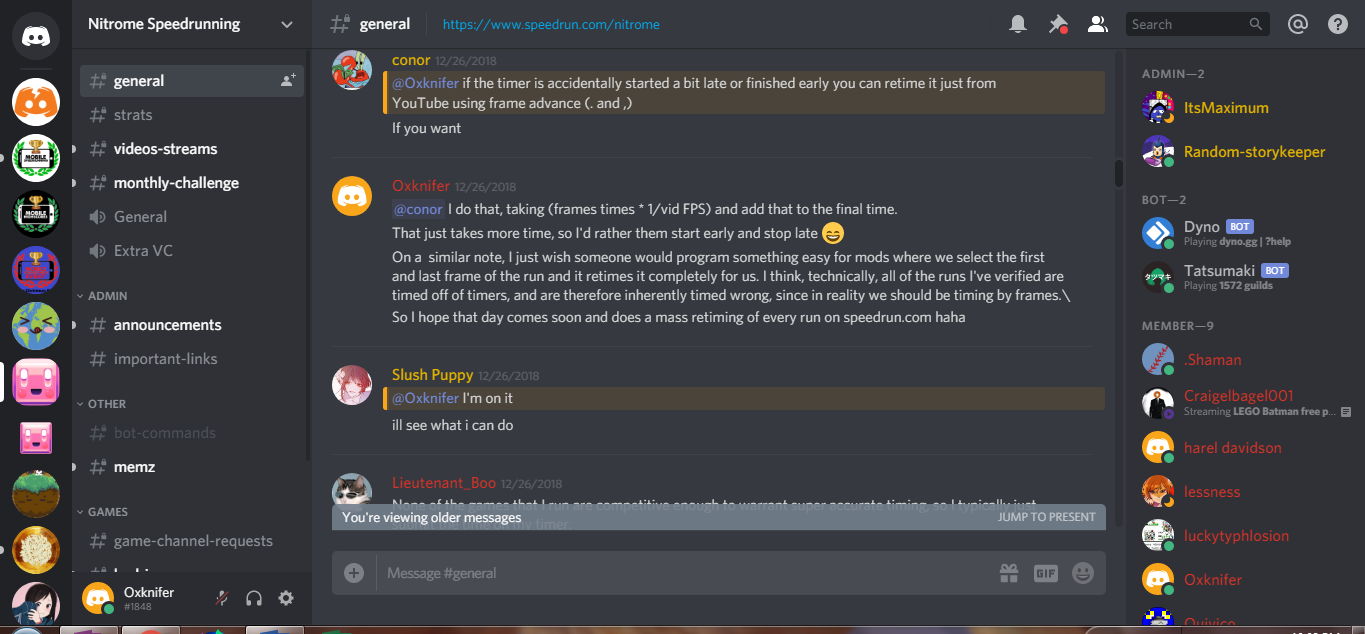 Nitrome Speedrunning
general
strats
videos-streams
monthly-challenge
General
Extra VC
ADMIN
announcements
important-links
OTHER
bot-commands
memz
GAMES
game-channel-requests
Oxknifer
#1848
general
https://www.speedrun.com/nitrome
Search
conor 12/26/2018
@Oxknifer if the timer is accidentally started a bit late or finished early you can retime it just from
YouTube using frame advance (. and ,)
If you want
Oxknifer 12/26/2018
@conor I do that, taking (frames times * 1/vid FPS) and add that to the final time.
That just takes more time, so I'd rather them start early and stop late
On a similar note, I just wish someone would program something easy for mods where we select the first
and last frame of the run and it retimes it completely for us. I think, technically, all of the runs I've verified are
timed off of timers, and are therefore inherently timed wrong, since in reality we should be timing by frames.\
So I hope that day comes soon and does a mass retiming of every run on speedrun.com haha
Slush Puppy 12/26/2018
@Oxknifer I'm on it
ill see what i can do
Lieutenant_Boo 12/26/2018
None of the games that I run are competitive enough to warrant super accurate timing, so I typically just
my timer
You're viewing older messages JUMP TO PRESENT
Message #general
GIF
ADMIN—2
ItsMaximum
Random-storykeeper
BOT—2
Dyno BOT
Playing dyno.gg | ?help
Tatsumaki BOT
Playing 1572 guilds
MEMBER—9
.Shaman
Craigelbagel001
Streaming LEGO Batman free p...
harel davidson
lessness
luckytyphlosion
Oxknifer
Quivico